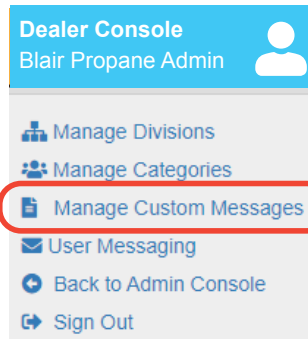 Dealer Console
Blair Propane Admin
Manage Divisions
Manage Categories
Manage Custom Messages
User Messaging
Back to Admin Console
Sign Out